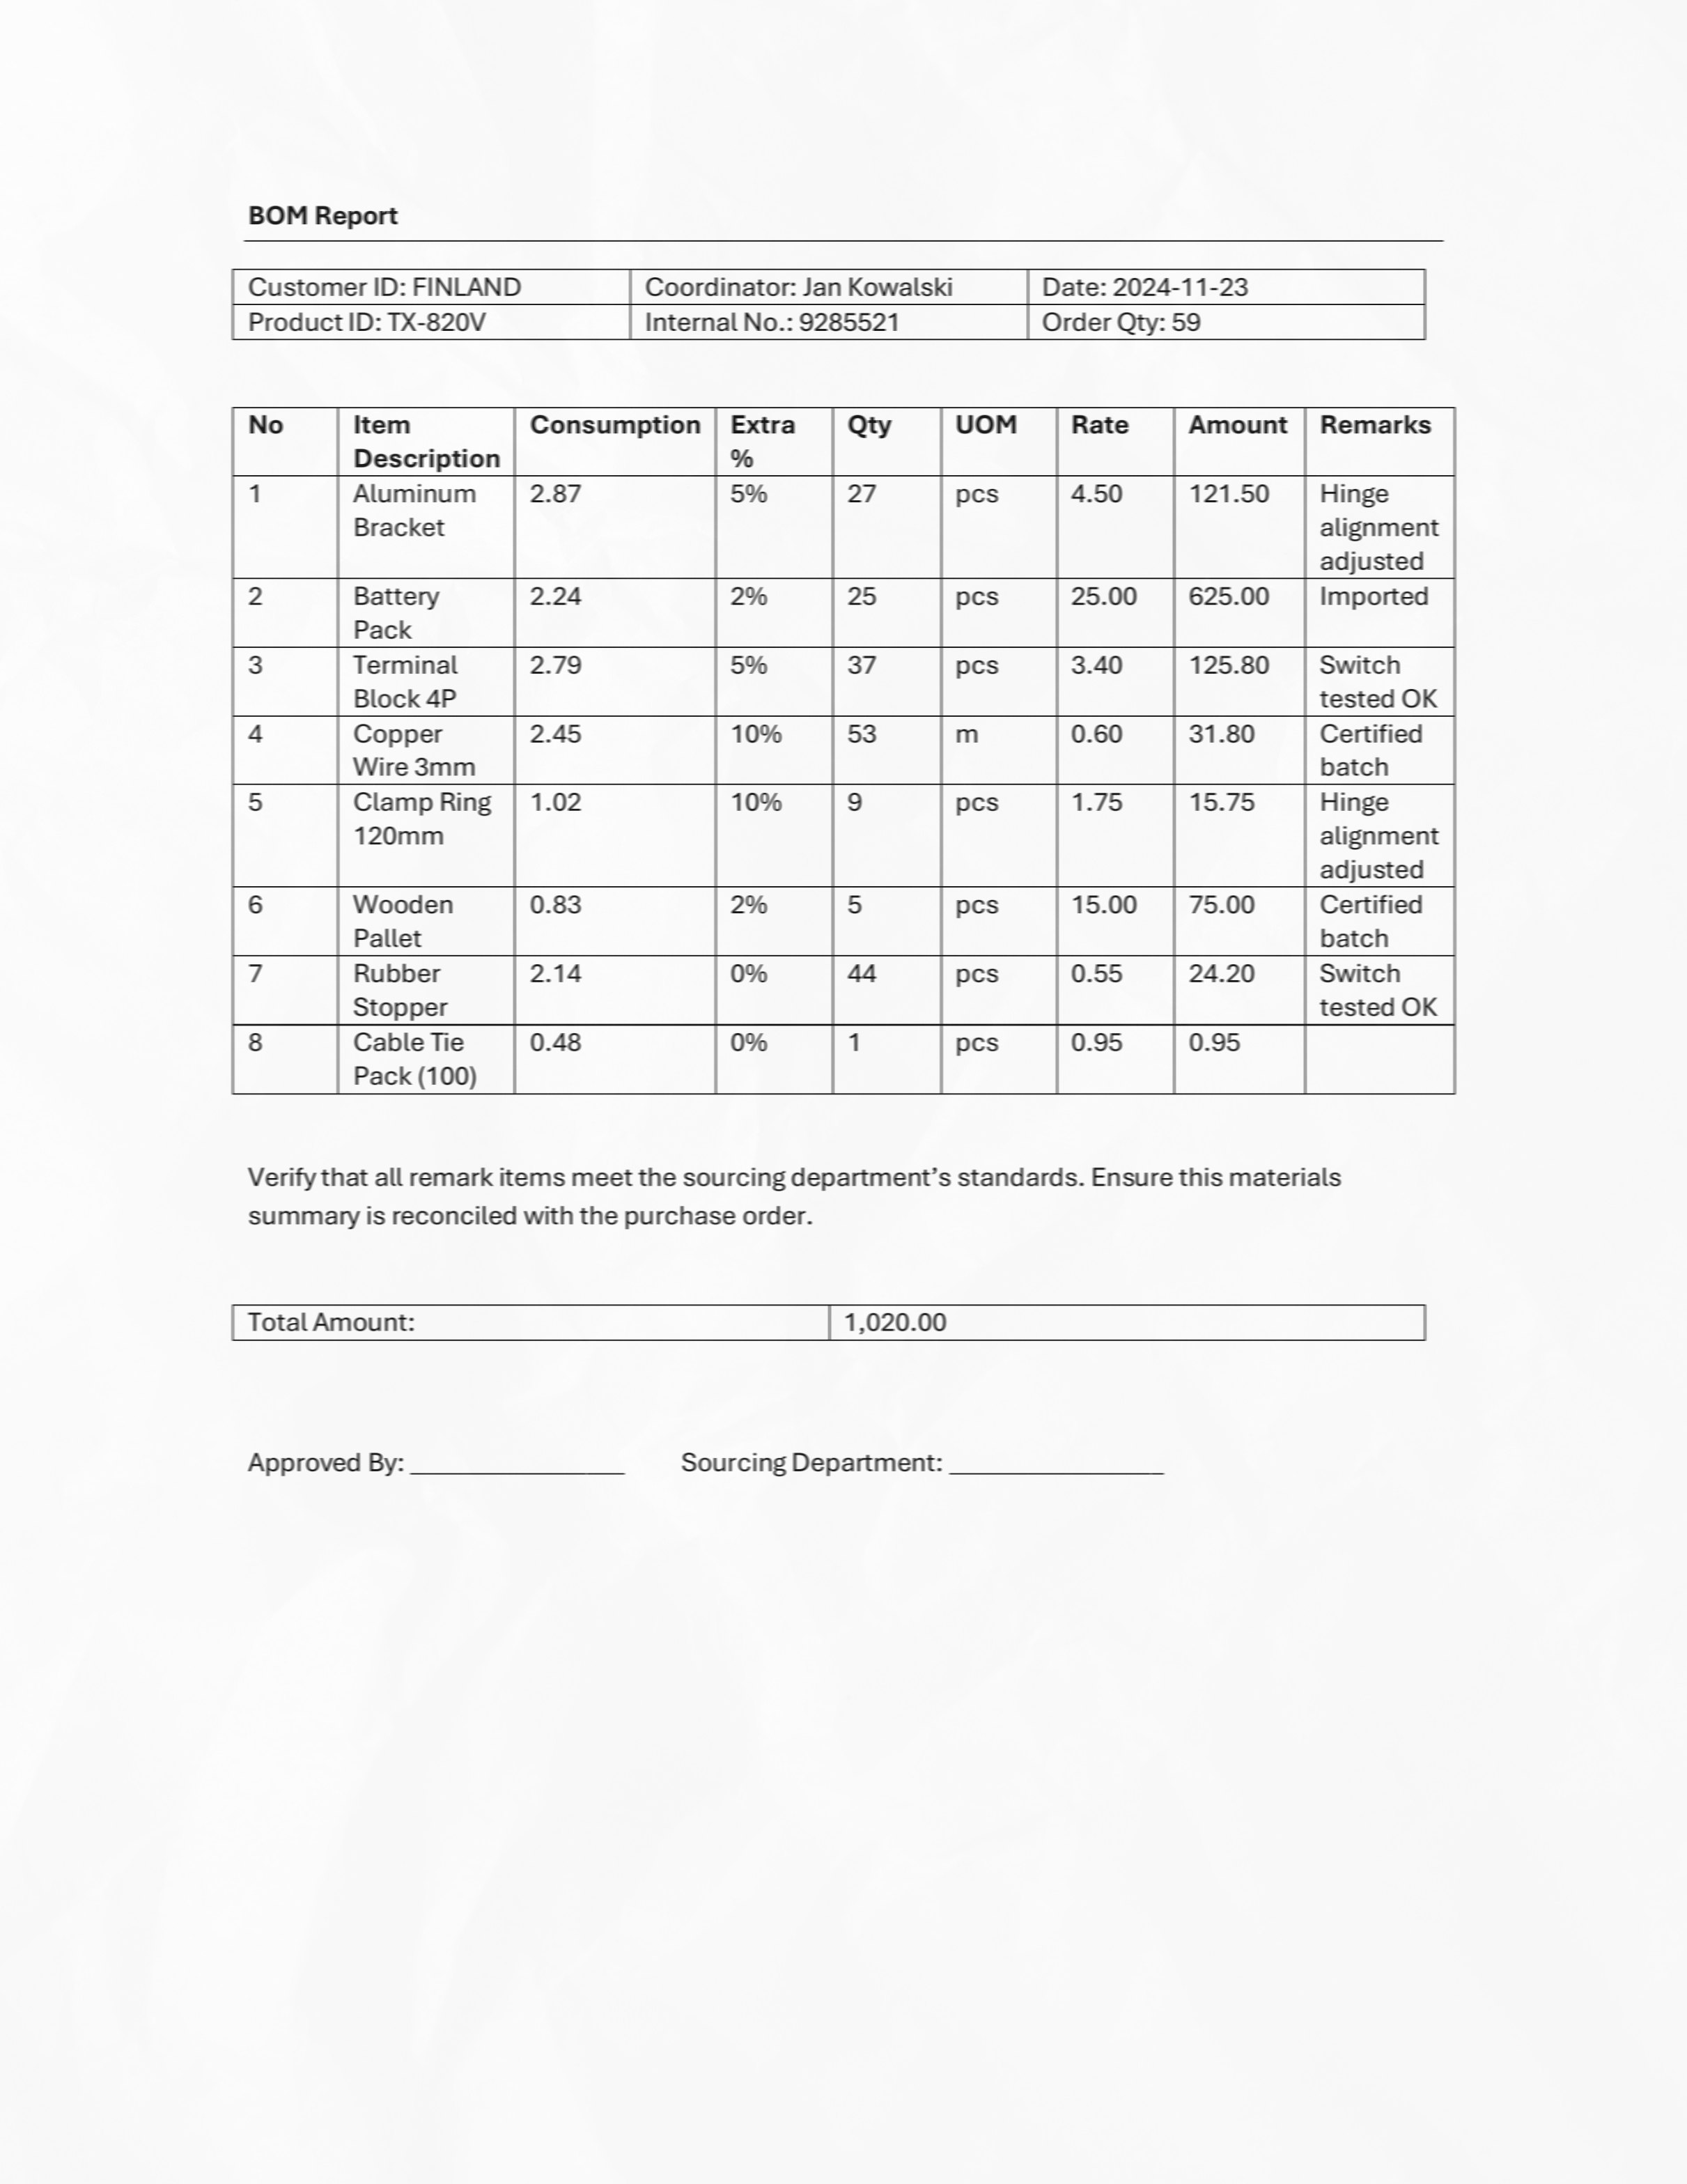 BOM Report
Customer ID: FINLAND Coordinator: Jan Kowalski Date: 2024-11-23
Product ID: TX-820V Internal No.: 9285521 Order Qty: 59
No Item Consumption Extra Qty UOM Rate Amount Remarks
Description %
1 Aluminum 2.87 5% 27 pcs 4.50 121.50 Hinge
Bracket alignment
adjusted
2 Battery 2.24 2% 25 pcs 25.00 625.00 Imported
Pack
3 Terminal 2.79 5% 37 pcs 3.40 125.80 Switch
Block 4P tested OK
4 Copper 2.45 10% 53 m 0.60 31.80 Certified
Wire 3mm batch
5 Clamp Ring 1.02 10% 9 pcs 1.75 15.75 Hinge
120mm alignment
adjusted
6 Wooden 0.83 2% 5 pcs 15.00 75.00 Certified
Pallet batch
7 Rubber 2.14 0% 44 pcs 0.55 24.20 Switch
Stopper tested OK
8 Cable Tie 0.48 0% 1 pcs 0.95 0.95
Pack (100)
Verify that all remark items meet the sourcing department’s standards. Ensure this materials
summary is reconciled with the purchase order.
Total Amount: 1,020.00
Approved By: ________________ Sourcing Department: ________________